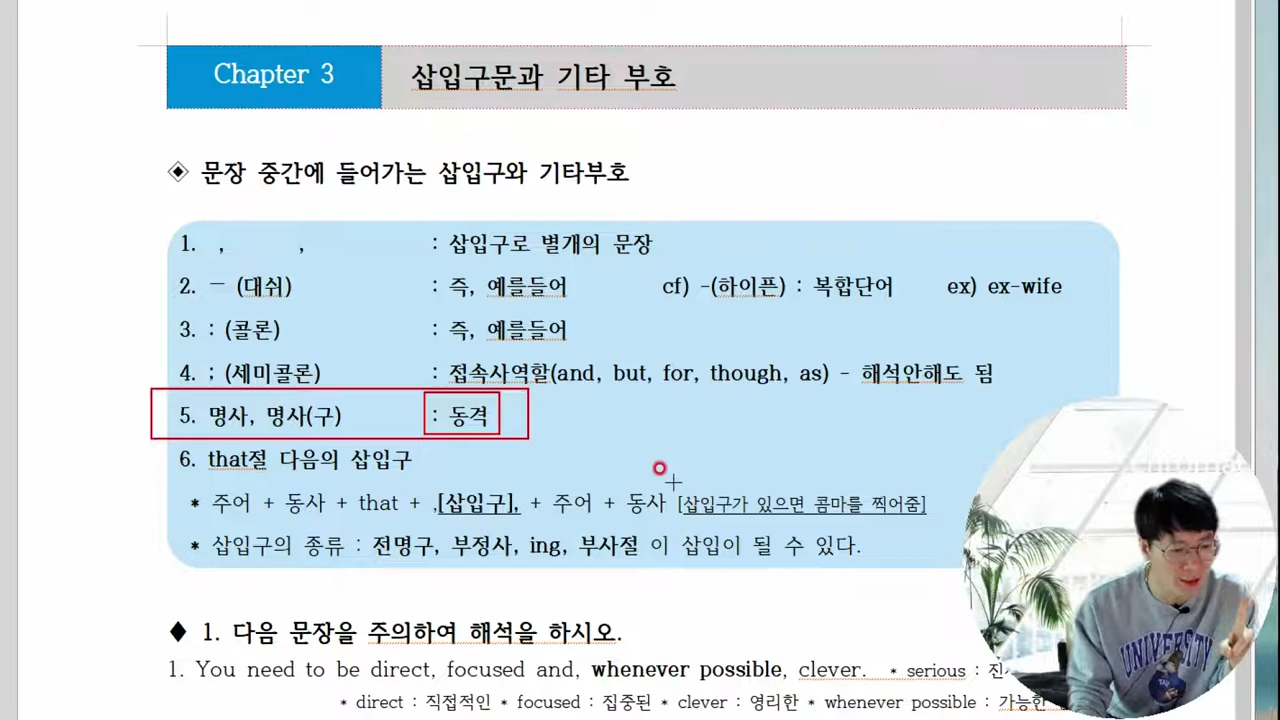 Chapter 3 삽입구문과 기타 부호
◈ 문장 중간에 들어가는 삽입구와 기타부호
1. , , : 삽입구로 별개의 문장
2. ─ (대쉬) : 즉, 예를들어 cf) -(하이픈) : 복합단어 ex) ex-wife
3. : (콜론) : 즉, 예를들어
4. ; (세미콜론) : 접속사역할(and, but, for, though, as) - 해석안해도 됨
5. 명사, 명사(구) : 동격
6. that절 다음의 삽입구
* 주어 + 동사 + that + ,[삽입구], + 주어 + 동사 [삽입구가 있으면 콤마를 찍어줌]
* 삽입구의 종류 : 전명구, 부정사, ing, 부사절 이 삽입이 될 수 있다.
♦ 1. 다음 문장을 주의하여 해석을 하시오.
1. You need to be direct, focused and, whenever possible, clever. * serious : 진
* direct : 직접적인 * focused : 집중된 * clever : 영리한 * whenever possible : 가능한
UNIVERSITY